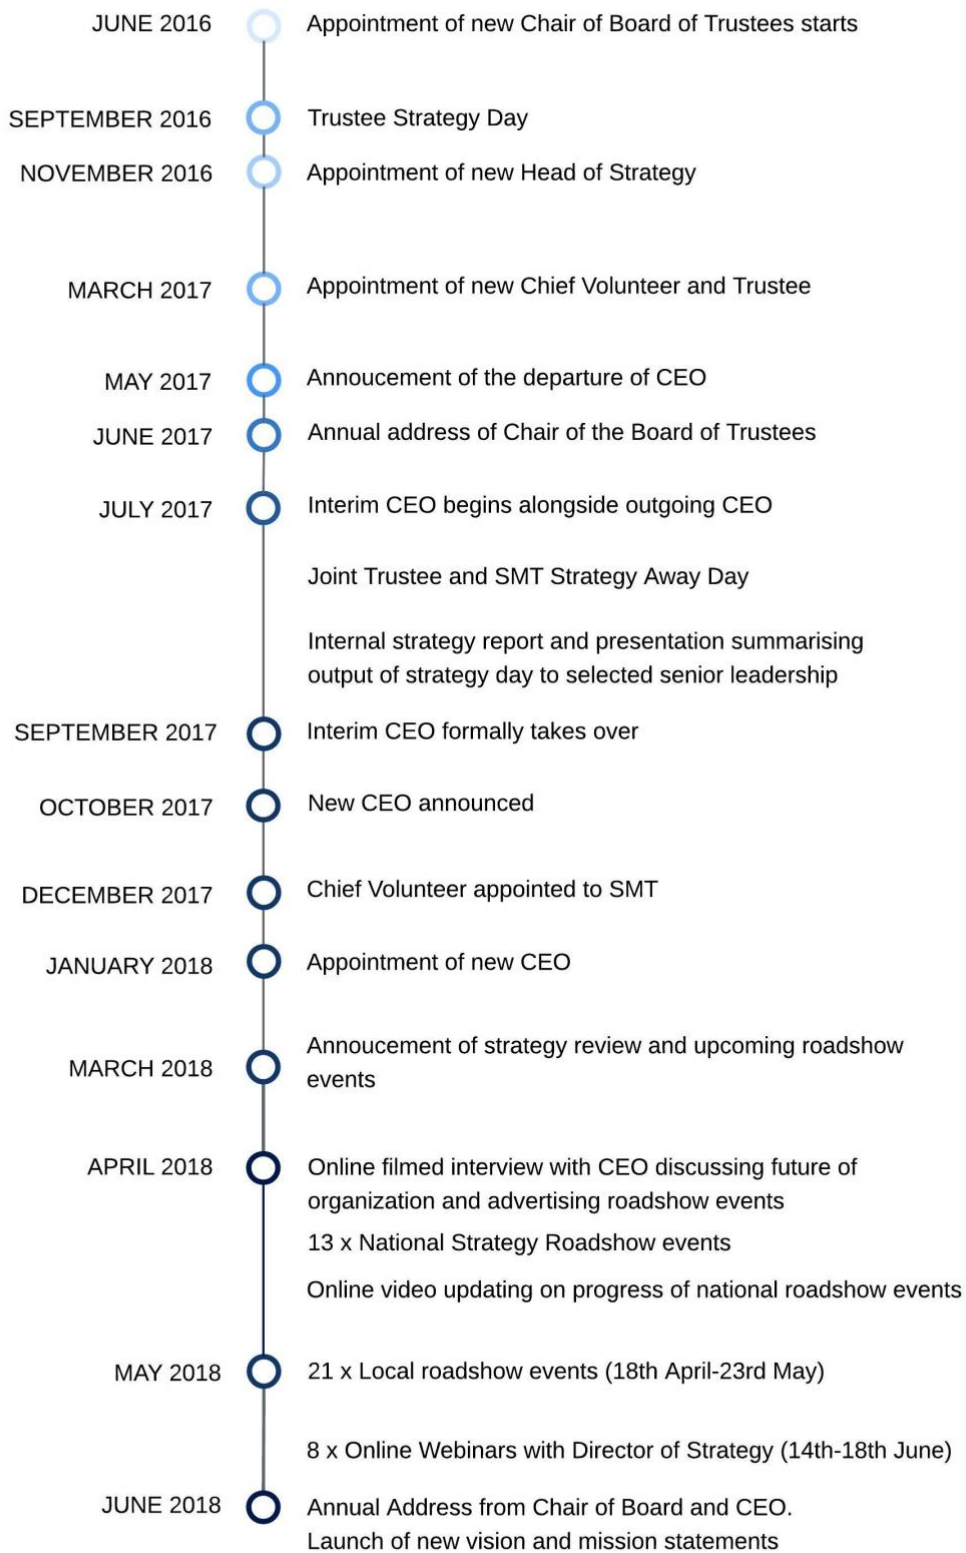 JUNE 2016 Appointment of new Chair of Board of Trustees starts
SEPTEMBER 2016 Trustee Strategy Day
NOVEMBER 2016 Appointment of new Head of Strategy
MARCH 2017 Appointment of new Chief Volunteer and Trustee
MAY 2017 Annoucement of the departure of CEO
JUNE 2017 Annual address of Chair of the Board of Trustees
JULY 2017 Interim CEO begins alongside outgoing CEO
Joint Trustee and SMT Strategy Away Day
Internal strategy report and presentation summarising
output of strategy day to selected senior leadership
SEPTEMBER 2017 Interim CEO formally takes over
OCTOBER 2017 New CEO announced
DECEMBER 2017 Chief Volunteer appointed to SMT
JANUARY 2018 Appointment of new CEO
MARCH 2018 Annoucement of strategy review and upcoming roadshow
events
APRIL 2018 Online filmed interview with CEO discussing future of
organization and advertising roadshow events
13 x National Strategy Roadshow events
Online video updating on progress of national roadshow events
MAY 2018 21 x Local roadshow events (18th April-23rd May)
8 x Online Webinars with Director of Strategy (14th-18th June)
JUNE 2018 Annual Address from Chair of Board and CEO.
Launch of new vision and mission statements